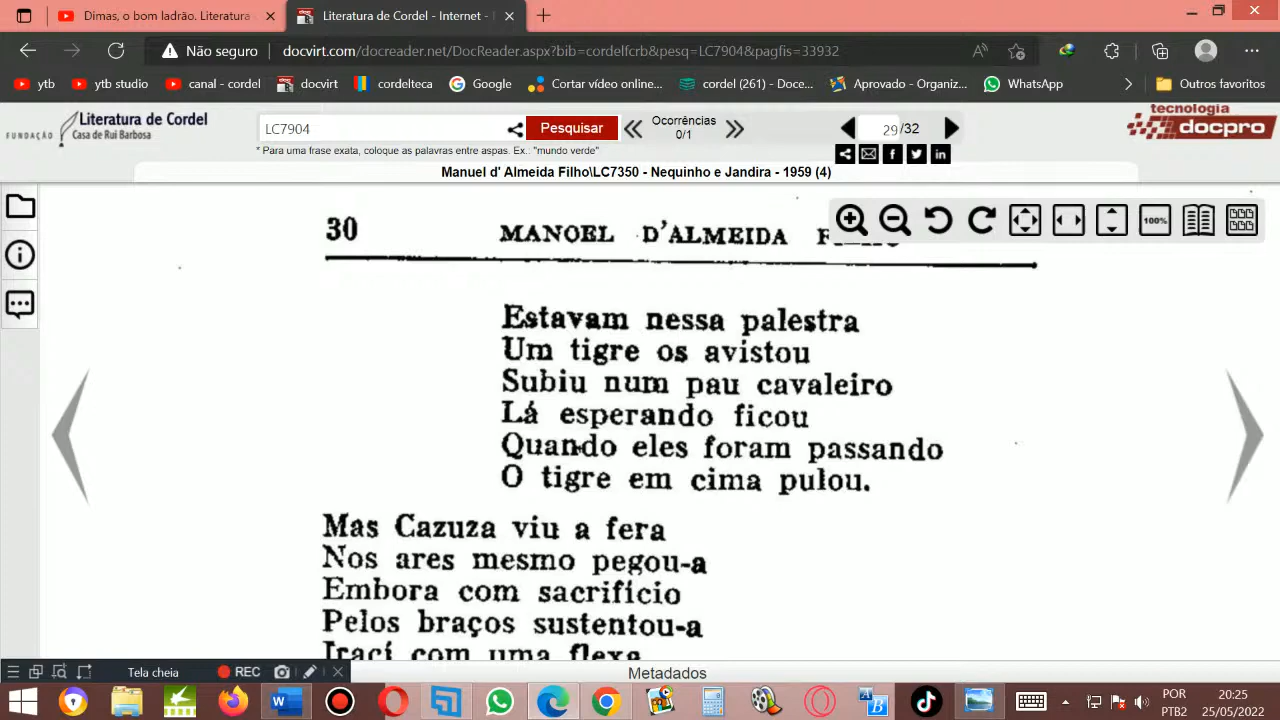 Dimas, o bom ladrão. Literatura
Literatura de Cordel - Internet -
Não seguro
docvirt.com/docreader.net/DocReader.aspx?bib=cordelfcrb&pesq=LC7904&pagfis=33932
ytb
ytb studio
canal - cordel
docvirt
cordelteca
Google
Cortar vídeo online...
cordel (261) - Doce...
Aprovado - Organiz...
WhatsApp
Outros favoritos
FUNDAÇÃO
Literatura de Cordel
Casa de Rui Barbosa
LC7904
Pesquisar
Ocorrências
0/1
29 /32
* Para uma frase exata, coloque as palavras entre aspas. Ex.: "mundo verde"
tecnologia
docpro
Manuel d' Almeida Filho\LC7350 - Nequinho e Jandira - 1959 (4)
100%
30
MANOEL D'ALMEIDA
Estavam nessa palestra
Um tigre os avistou
Subiu num pau cavaleiro
Lá esperando ficou
Quando eles foram passando
O tigre em cima pulou.
Mas Cazuza viu a fera
Nos ares mesmo pegou-a
Embora com sacrifício
Pelos braços sustentou-a
Iraci com uma flexa
Tela cheia
REC
Metadados
POR
PTB2
20:25
25/05/2022